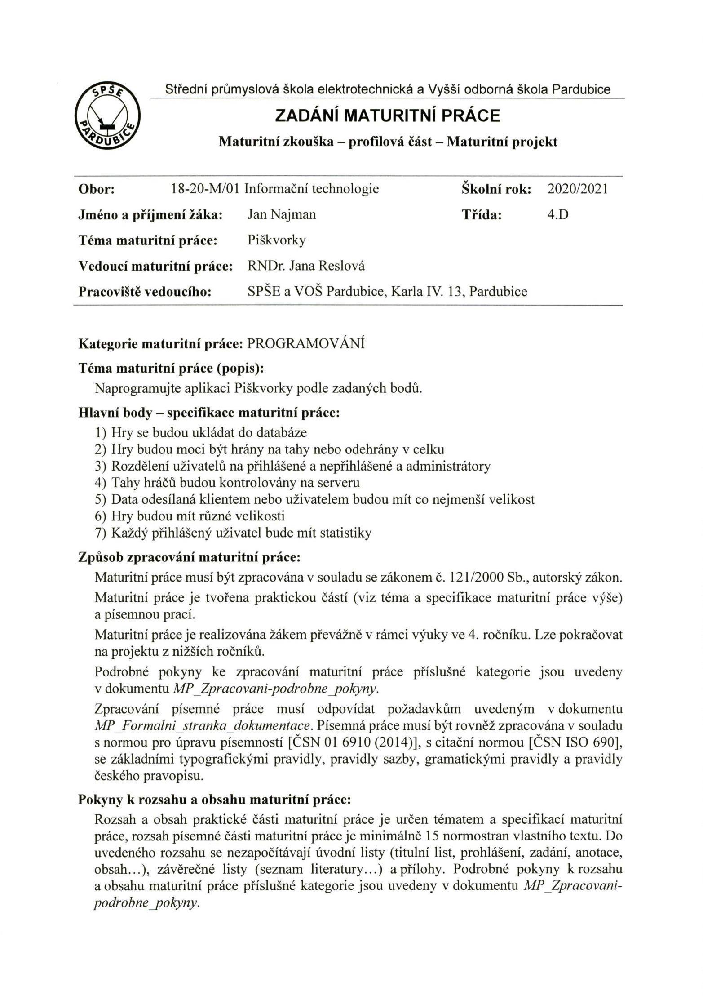 SPŠE
PARDUBICE
Střední průmyslová škola elektrotechnická a Vyšší odborná škola Pardubice
ZADÁNÍ MATURITNÍ PRÁCE
Maturitní zkouška – profilová část – Maturitní projekt
Obor: 18-20-M/01 Informační technologie Školní rok: 2020/2021
Jméno a příjmení žáka: Jan Najman Třída: 4.D
Téma maturitní práce: Piškvorky
Vedoucí maturitní práce: RNDr. Jana Reslová
Pracoviště vedoucího: SPŠE a VOŠ Pardubice, Karla IV. 13, Pardubice
Kategorie maturitní práce: PROGRAMOVÁNÍ
Téma maturitní práce (popis):
Naprogramujte aplikaci Piškvorky podle zadaných bodů.
Hlavní body – specifikace maturitní práce:
1) Hry se budou ukládat do databáze
2) Hry budou moci být hrány na tahy nebo odehrány v celku
3) Rozdělení uživatelů na přihlášené a nepřihlášené a administrátory
4) Tahy hráčů budou kontrolovány na serveru
5) Data odesílaná klientem nebo uživatelem budou mít co nejmenší velikost
6) Hry budou mít různé velikosti
7) Každý přihlášený uživatel bude mít statistiky
Způsob zpracování maturitní práce:
Maturitní práce musí být zpracována v souladu se zákonem č. 121/2000 Sb., autorský zákon.
Maturitní práce je tvořena praktickou částí (viz téma a specifikace maturitní práce výše)
a písemnou prací.
Maturitní práce je realizována žákem převážně v rámci výuky ve 4. ročníku. Lze pokračovat
na projektu z nižších ročníků.
Podrobné pokyny ke zpracování maturitní práce příslušné kategorie jsou uvedeny
v dokumentu MP_Zpracovani-podrobne_pokyny.
Zpracování písemné práce musí odpovídat požadavkům uvedeným v dokumentu
MP_Formalni_stranka_dokumentace. Písemná práce musí být rovněž zpracována v souladu
s normou pro úpravu písemností [ČSN 01 6910 (2014)], s citační normou [ČSN ISO 690],
se základními typografickými pravidly, pravidly sazby, gramatickými pravidly a pravidly
českého pravopisu.
Pokyny k rozsahu a obsahu maturitní práce:
Rozsah a obsah praktické části maturitní práce je určen tématem a specifikací maturitní
práce, rozsah písemné části maturitní práce je minimálně 15 normostran vlastního textu. Do
uvedeného rozsahu se nezapočítávají úvodní listy (titulní list, prohlášení, zadání, anotace,
obsah…), závěrečné listy (seznam literatury…) a přílohy. Podrobné pokyny k rozsahu
a obsahu maturitní práce příslušné kategorie jsou uvedeny v dokumentu MP_Zpracovani-
podrobne_pokyny.